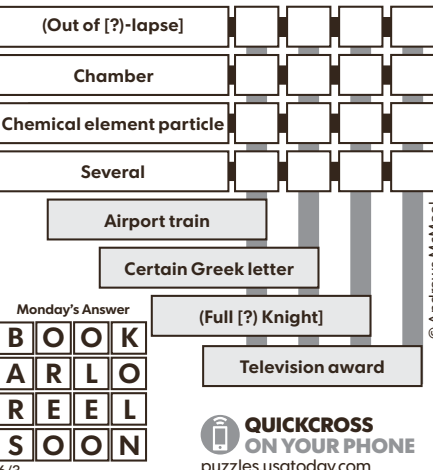 (Out of [?)-lapse]
Chamber
Chemical element particle
Several
Airport train
Certain Greek letter
(Full [?) Knight]
Television award
Monday's Answer
B O O K
A R L O
R E E L
S O O N
QUICKCROSS
ON YOUR PHONE
puzzles.usatoday.com